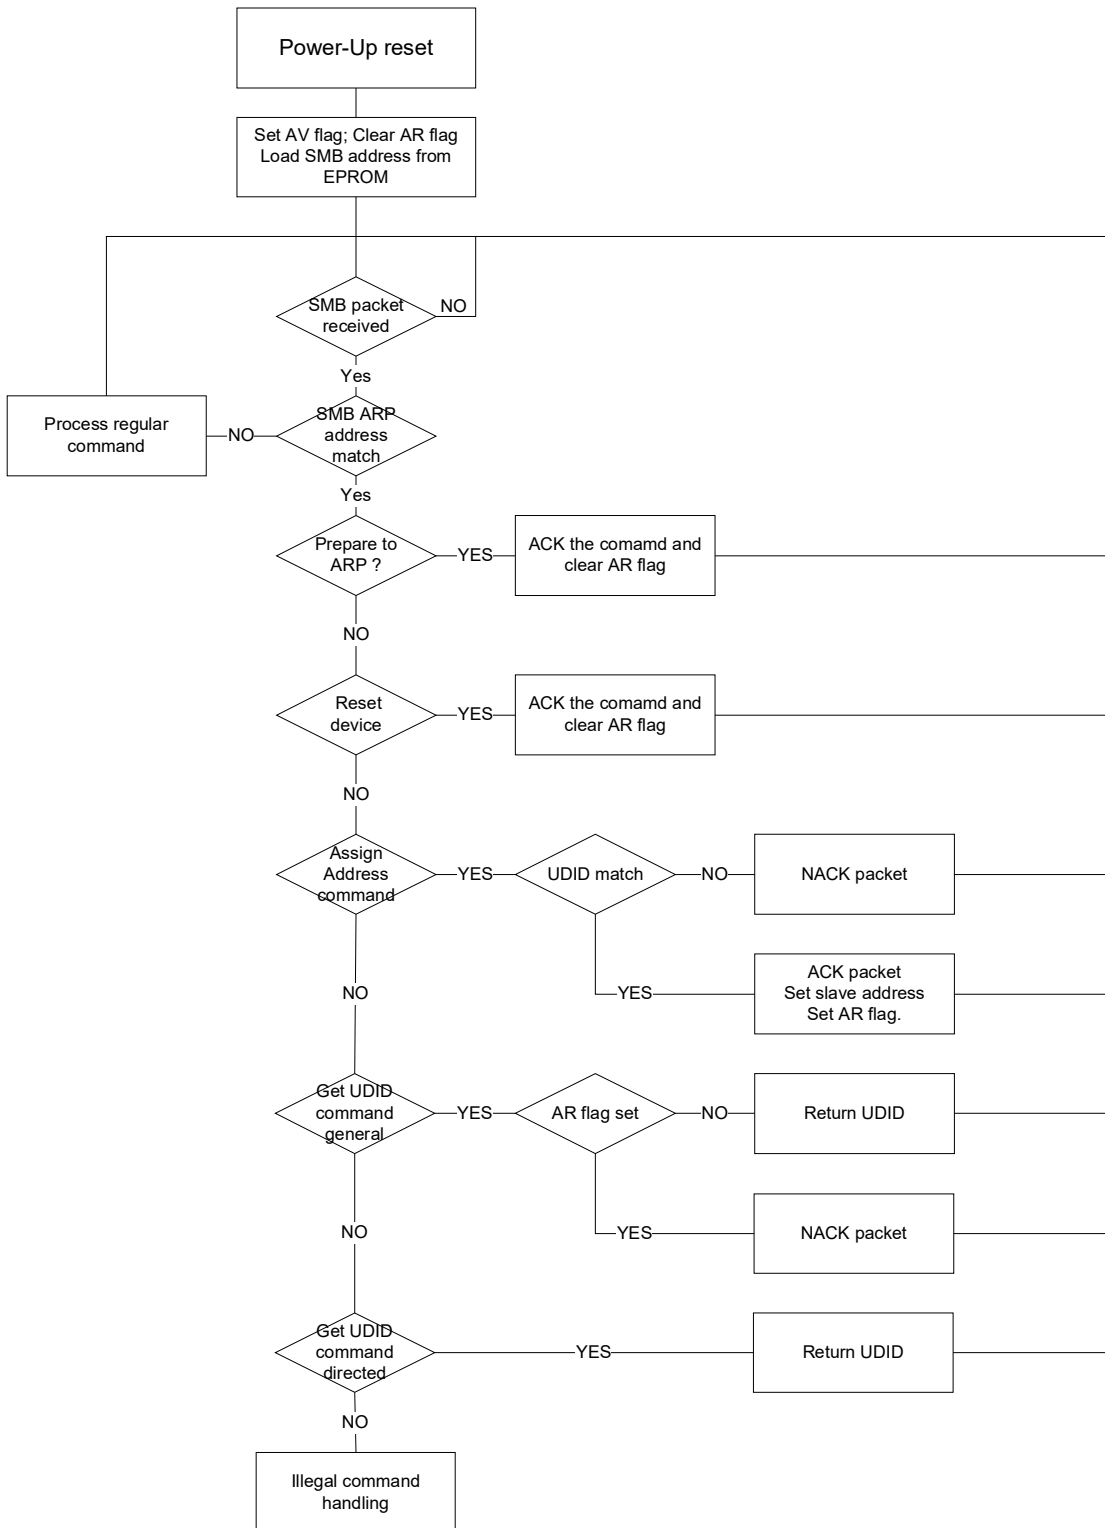 Power-Up reset
Set AV flag; Clear AR flag
Load SMB address from
EPROM
SMB packet
received
NO
Yes
SMB ARP
address
match
NO
Process regular
command
Yes
Prepare to
ARP ?
YES
ACK the comamd and
clear AR flag
NO
Reset
device
YES
ACK the comamd and
clear AR flag
NO
Assign
Address
command
YES
UDID match
NO
NACK packet
YES
ACK packet
Set slave address
Set AR flag.
NO
Get UDID
command
general
YES
AR flag set
NO
Return UDID
YES
NACK packet
NO
Get UDID
command
directed
YES
Return UDID
NO
Illegal command
handling